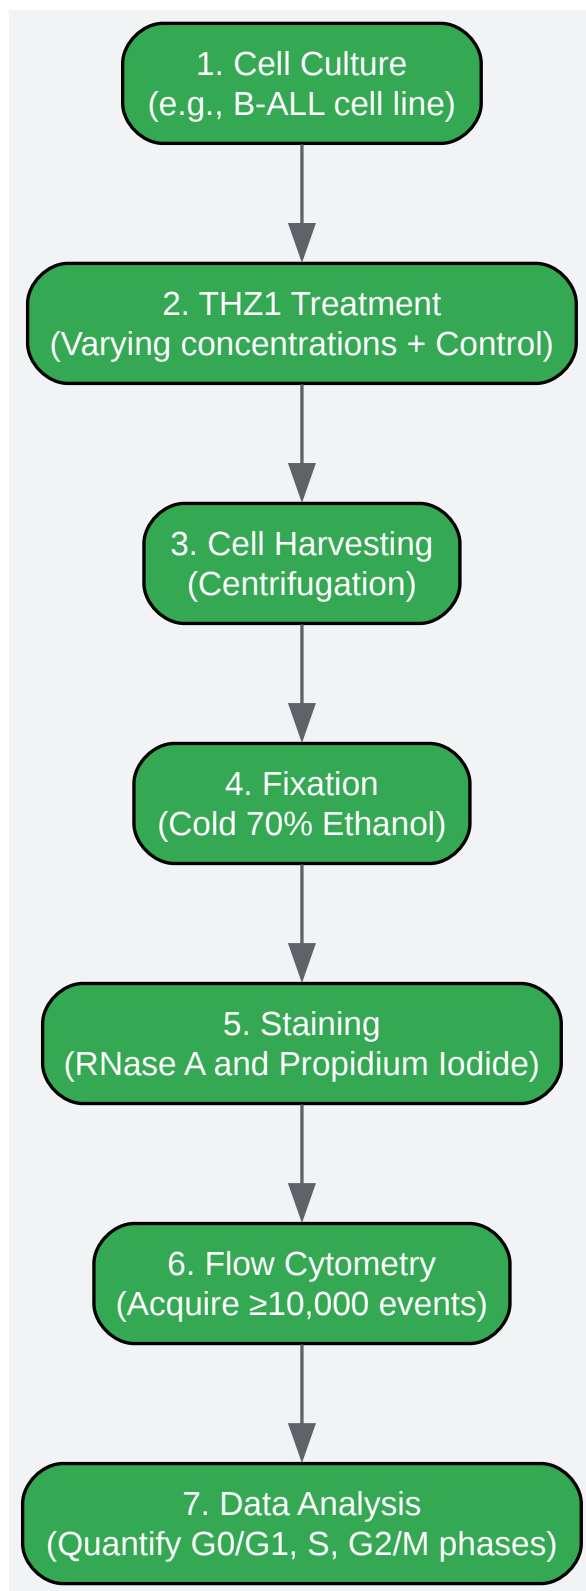 1. Cell Culture
(e.g., B-ALL cell line)
2. THZ1 Treatment
(Varying concentrations + Control)
3. Cell Harvesting
(Centrifugation)
4. Fixation
(Cold 70% Ethanol)
5. Staining
(RNase A and Propidium Iodide)
6. Flow Cytometry
(Acquire ≥10,000 events)
7. Data Analysis
(Quantify G0/G1, S, G2/M phases)